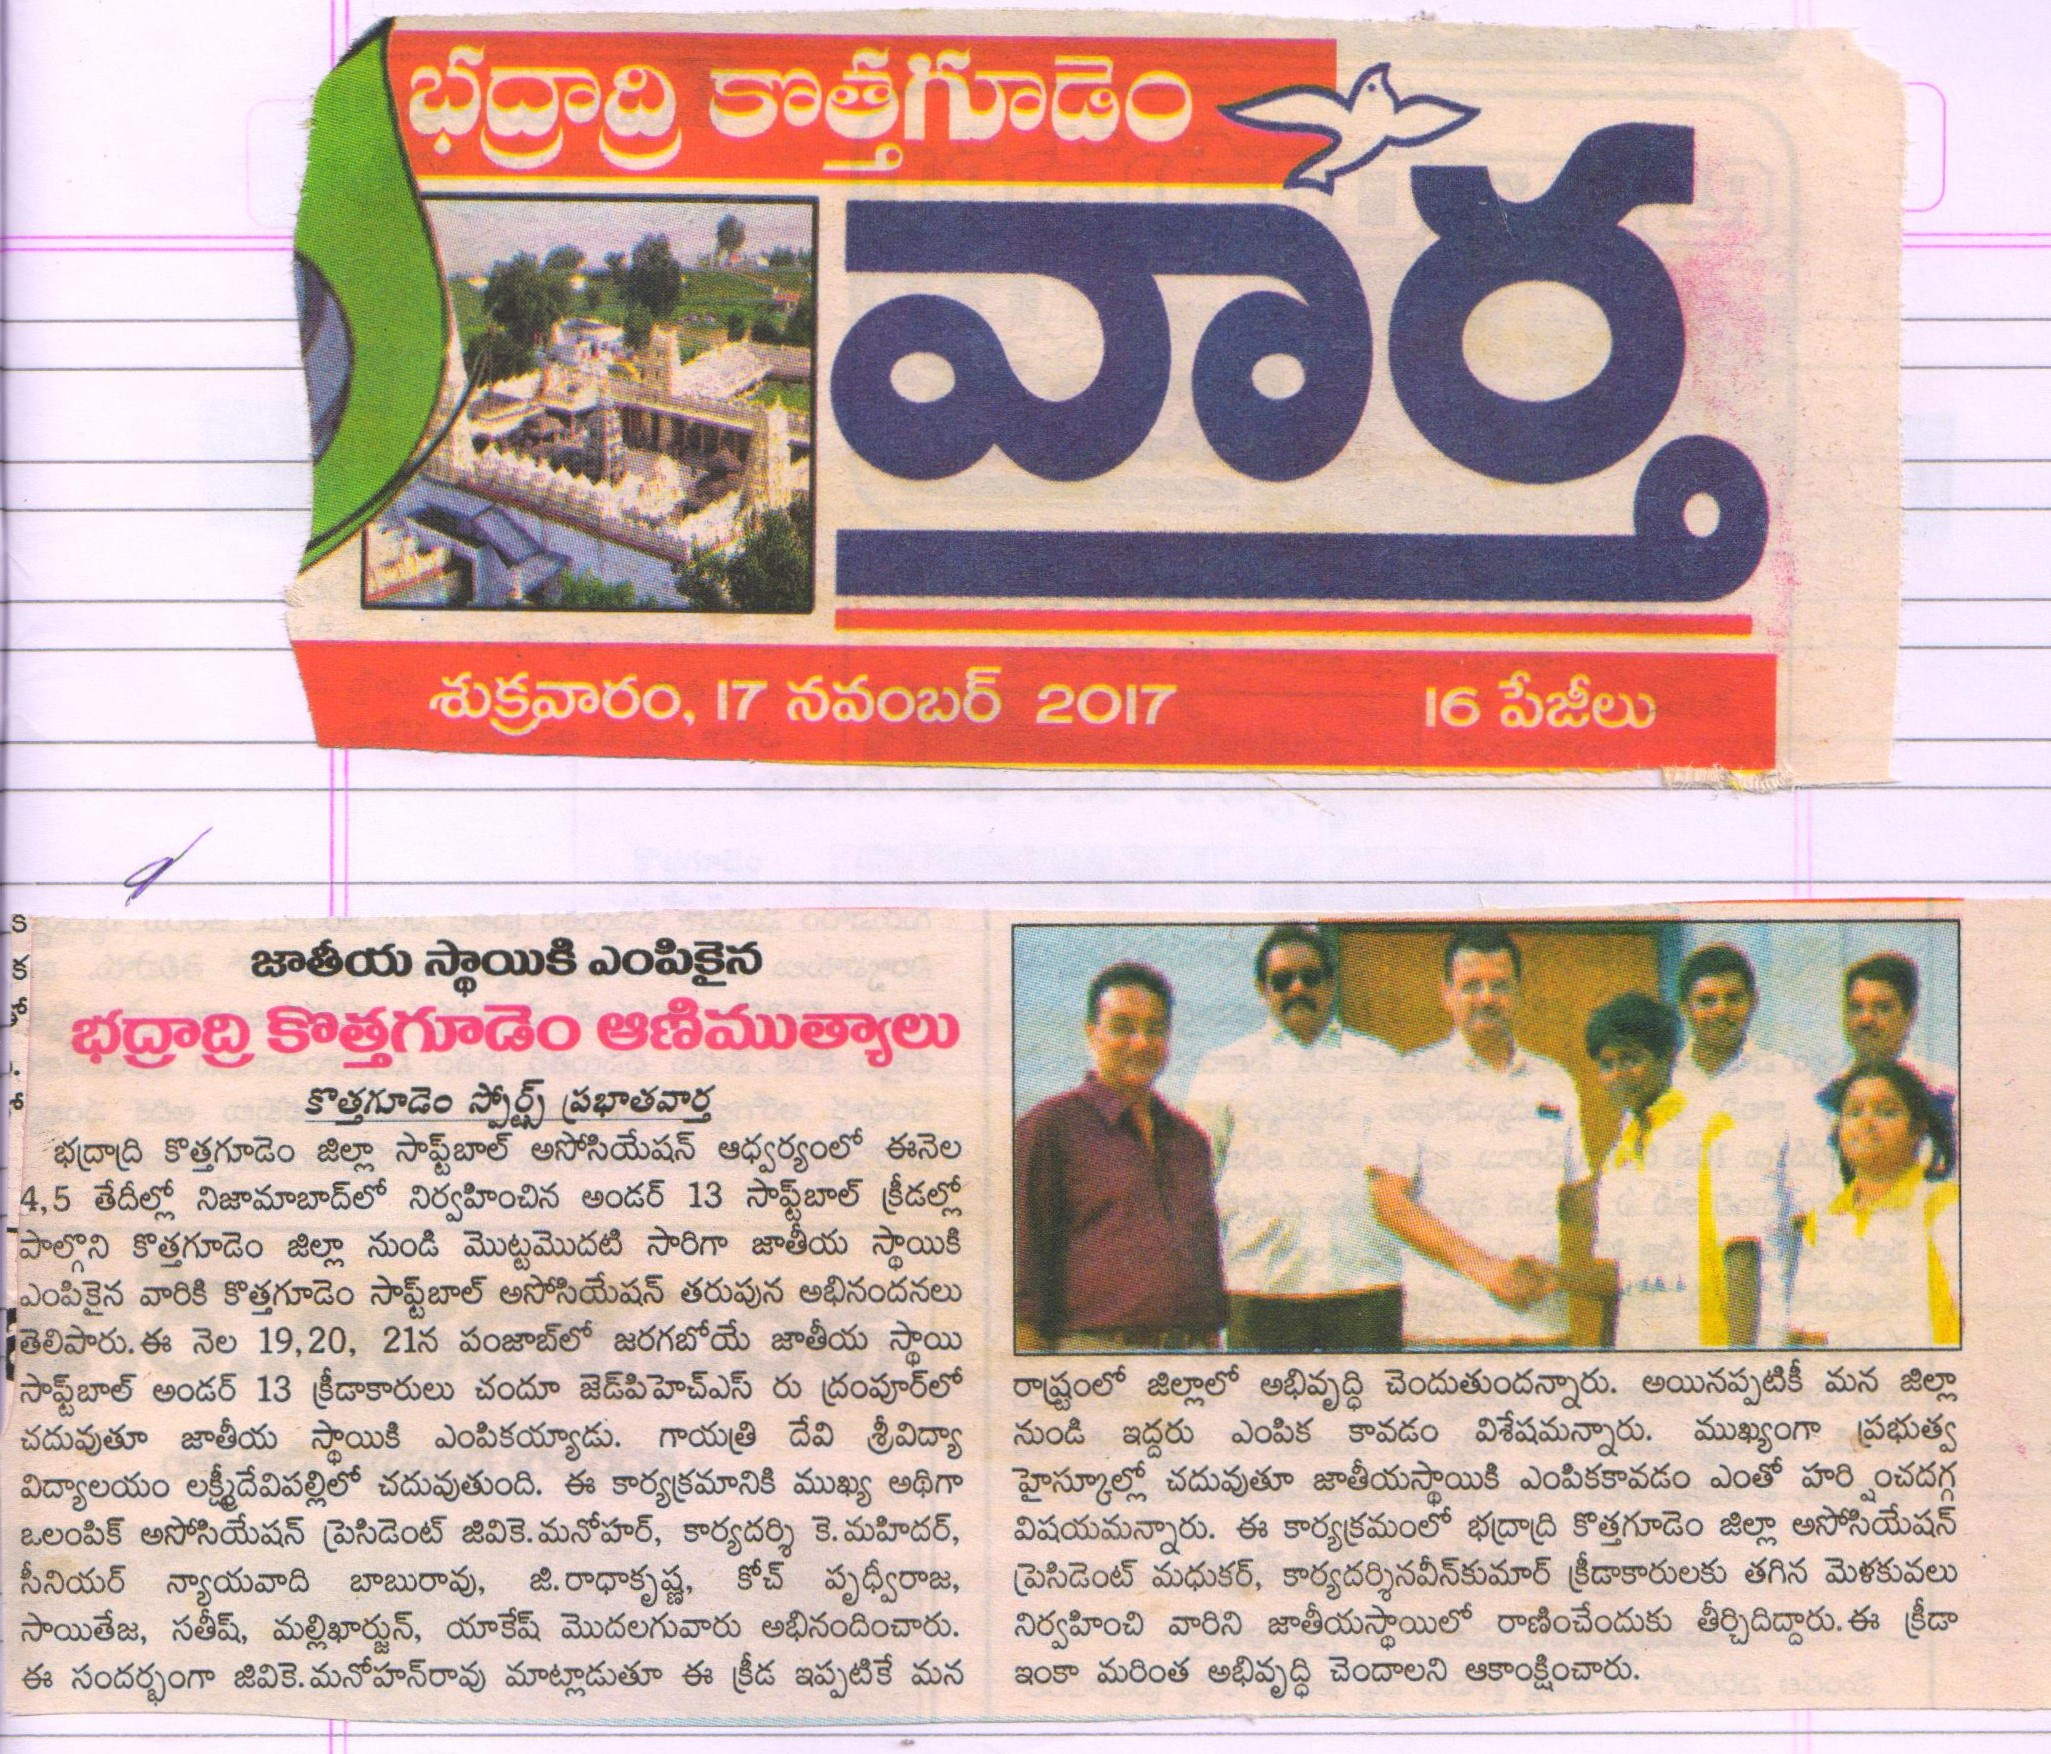 భద్రాద్రి కొత్తగూడెం
వార్త
శుక్రవారం, 17 నవంబర్ 2017 16 పేజీలు
జాతీయ స్థాయికి ఎంపికైన
భద్రాద్రి కొత్తగూడెం ఆణిముత్యాలు
కొత్తగూడెం స్పోర్ట్స్ ప్రభాతవార్త
భద్రాద్రి కొత్తగూడెం జిల్లా సాఫ్ట్‌బాల్ అసోసియేషన్ ఆధ్వర్యంలో ఈనెల
4,5 తేదీల్లో నిజామాబాద్‌లో నిర్వహించిన అండర్ 13 సాఫ్ట్‌బాల్ క్రీడల్లో
పాల్గొని కొత్తగూడెం జిల్లా నుండి మొట్టమొదటి సారిగా జాతీయ స్థాయికి
ఎంపికైన వారికి కొత్తగూడెం సాఫ్ట్‌బాల్ అసోసియేషన్ తరుపున అభినందనలు
తెలిపారు.ఈ నెల 19,20, 21న పంజాబ్‌లో జరగబోయే జాతీయ స్థాయి
సాఫ్ట్‌బాల్ అండర్ 13 క్రీడాకారులు చందూ జెడ్‌పిహెచ్‌ఎస్ రు ద్రంపూర్‌లో
చదువుతూ జాతీయ స్థాయికి ఎంపికయ్యాడు. గాయత్రి దేవి శ్రీవిద్యా
విద్యాలయం లక్ష్మీదేవిపల్లిలో చదువుతుంది. ఈ కార్యక్రమానికి ముఖ్య అథిగా
ఒలంపిక్ అసోసియేషన్ ప్రెసిడెంట్ జివికె.మనోహర్, కార్యదర్శి కె.మహిదర్,
సీనియర్ న్యాయవాది బాబురావు, జి.రాధాకృష్ణ, కోచ్ పృధ్వీరాజ,
సాయితేజ, సతీష్, మల్లిఖార్జున్, యాకేష్ మొదలగువారు అభినందించారు.
ఈ సందర్భంగా జివికె.మనోహన్‌రావు మాట్లాడుతూ ఈ క్రీడ ఇప్పటికే మన
రాష్ట్రంలో జిల్లాలో అభివృద్ధి చెందుతుందన్నారు. అయినప్పటికీ మన జిల్లా
నుండి ఇద్దరు ఎంపిక కావడం విశేషమన్నారు. ముఖ్యంగా ప్రభుత్వ
హైస్కూల్లో చదువుతూ జాతీయస్థాయికి ఎంపికకావడం ఎంతో హర్షించదగ్గ
విషయమన్నారు. ఈ కార్యక్రమంలో భద్రాద్రి కొత్తగూడెం జిల్లా అసోసియేషన్
ప్రెసిడెంట్ మధుకర్, కార్యదర్శినవీన్‌కుమార్ క్రీడాకారులకు తగిన మెళకువలు
నిర్వహించి వారిని జాతీయస్థాయిలో రాణించేందుకు తీర్చిదిద్దారు.ఈ క్రీడా
ఇంకా మరింత అభివృద్ధి చెందాలని ఆకాంక్షించారు.